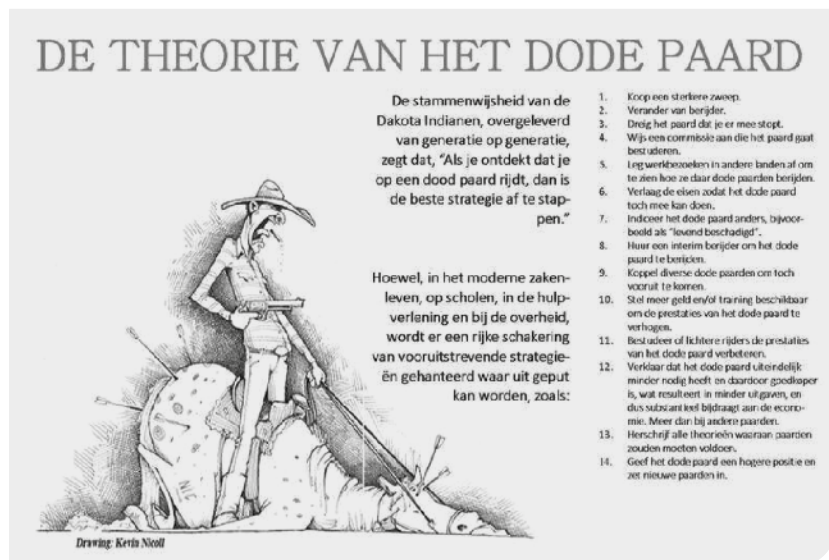 DE THEORIE VAN HET DODE PAARD
De stammenwijsheid van de
Dakota Indianen, overgeleverd
van generatie op generatie,
zegt dat, “Als je ontdekt dat je
op een dood paard rijdt, dan is
de beste strategie af te stap-
pen.”
Hoewel, in het moderne zaken-
leven, op scholen, in de hulp-
verlening en bij de overheid,
wordt er een rijke schakering
van vooruitstrevende strategie-
ën gehanteerd waar uit geput
kan worden, zoals:
1. Koop een sterkere zweep.
2. Verander van berijder.
3. Dreig het paard dat je er mee stopt.
4. Wijs een commissie aan die het paard gaat
bestuderen.
5. Leg werkbezoeken in andere landen af om
te zien hoe ze daar dode paarden berijden.
6. Verlaag de eisen zodat het dode paard
toch mee kan doen.
7. Indiceer het dode paard anders, bijvoor-
beeld als "levend beschadigd".
8. Huur een interim berijder om het dode
paard te berijden.
9. Koppel diverse dode paarden om toch
vooruit te komen.
10. Stel meer geld en/of training beschikbaar
om de prestaties van het dode paard te
verhogen.
11. Bestudeer of lichtere rijders de prestaties
van het dode paard verbeteren.
12. Verklaar dat het dode paard uiteindelijk
minder nodig heeft en daardoor goedkoper
is, wat resulteert in minder uitgaven, en
dus substantieel bijdraagt aan de econo-
mie. Meer dan bij andere paarden.
13. Herschrijf alle theorieën waaraan paarden
zouden moeten voldoen.
14. Geef het dode paard een hogere positie en
zet nieuwe paarden in.
Drawing: Kevin Nicoll